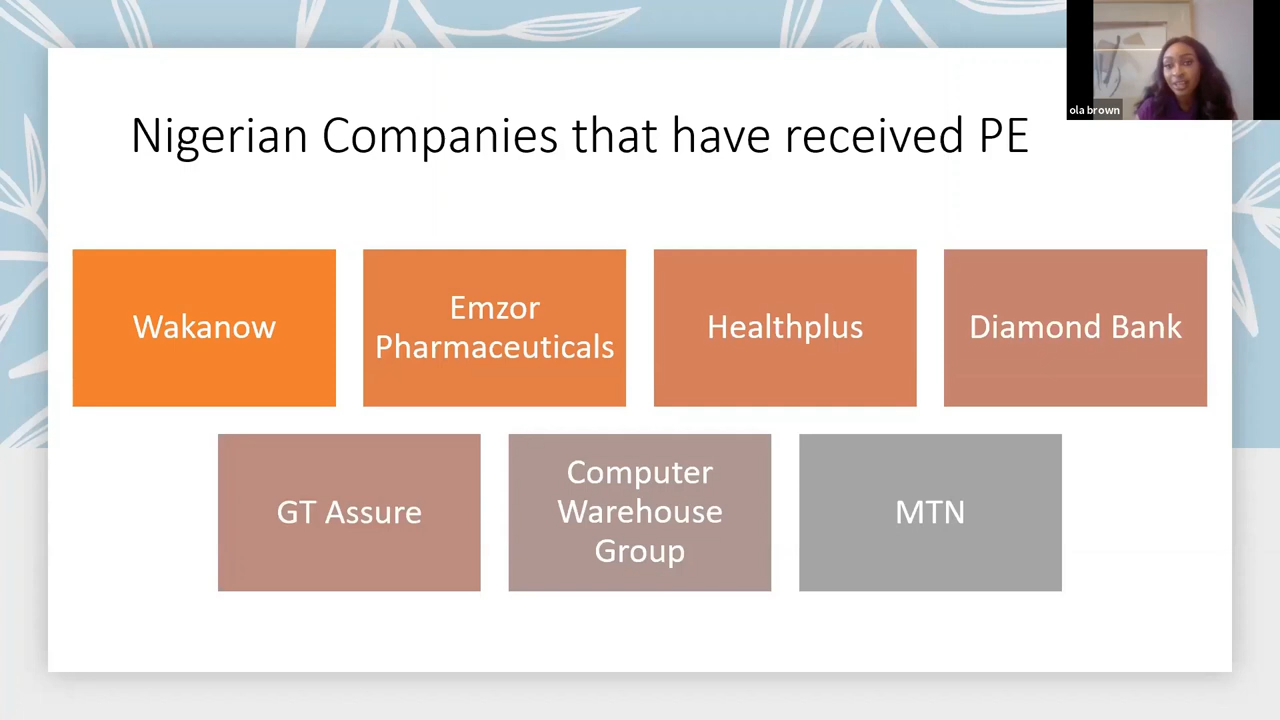 ola brown
Nigerian Companies that have received PE
Wakanow
Emzor
Pharmaceuticals
Healthplus
Diamond Bank
GT Assure
Computer
Warehouse
Group
MTN